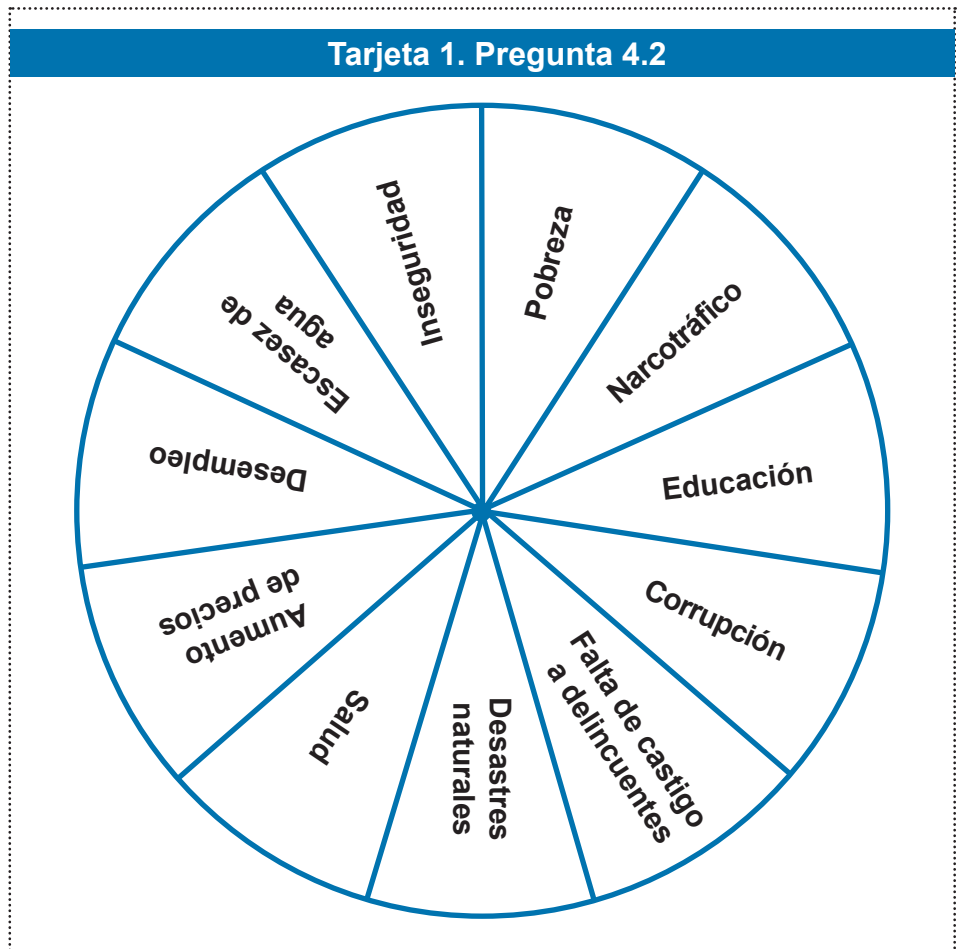 Tarjeta 1. Pregunta 4.2
Pobreza
Narcotráfico
Educación
Corrupción
Falta de castigo
a delincuentes
Desastres
naturales
Salud
Aumento
de precios
Desempleo
Escasez de
agua
Inseguridad